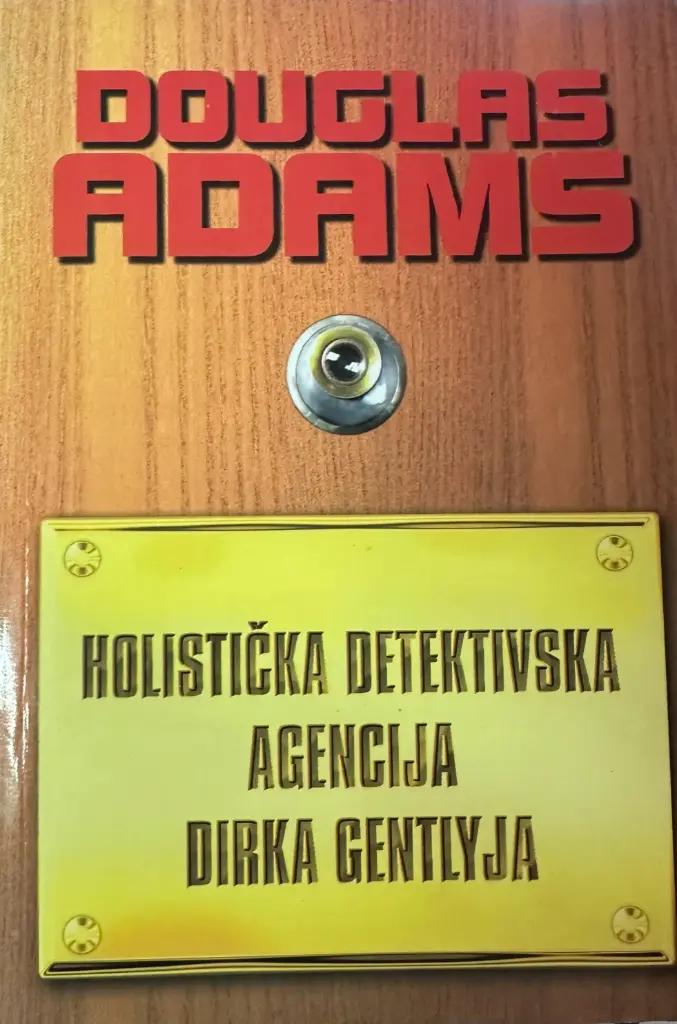 DOUGLAS
ADAMS
HOLISTIČKA DETEKTIVSKA
AGENCIJA
DIRKA GENTLYJA